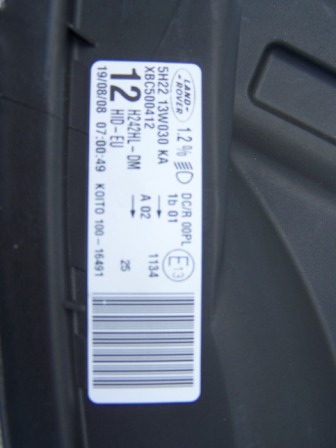 LAND-
ROVER
1.2% DC/R 00PL
1b 01
E13
5H22 13W030 KA
XBC500412
1134
12 H242HL-DM A 02
HID-EU 25
19/08/08 07:00:49 KOITO 100-16491